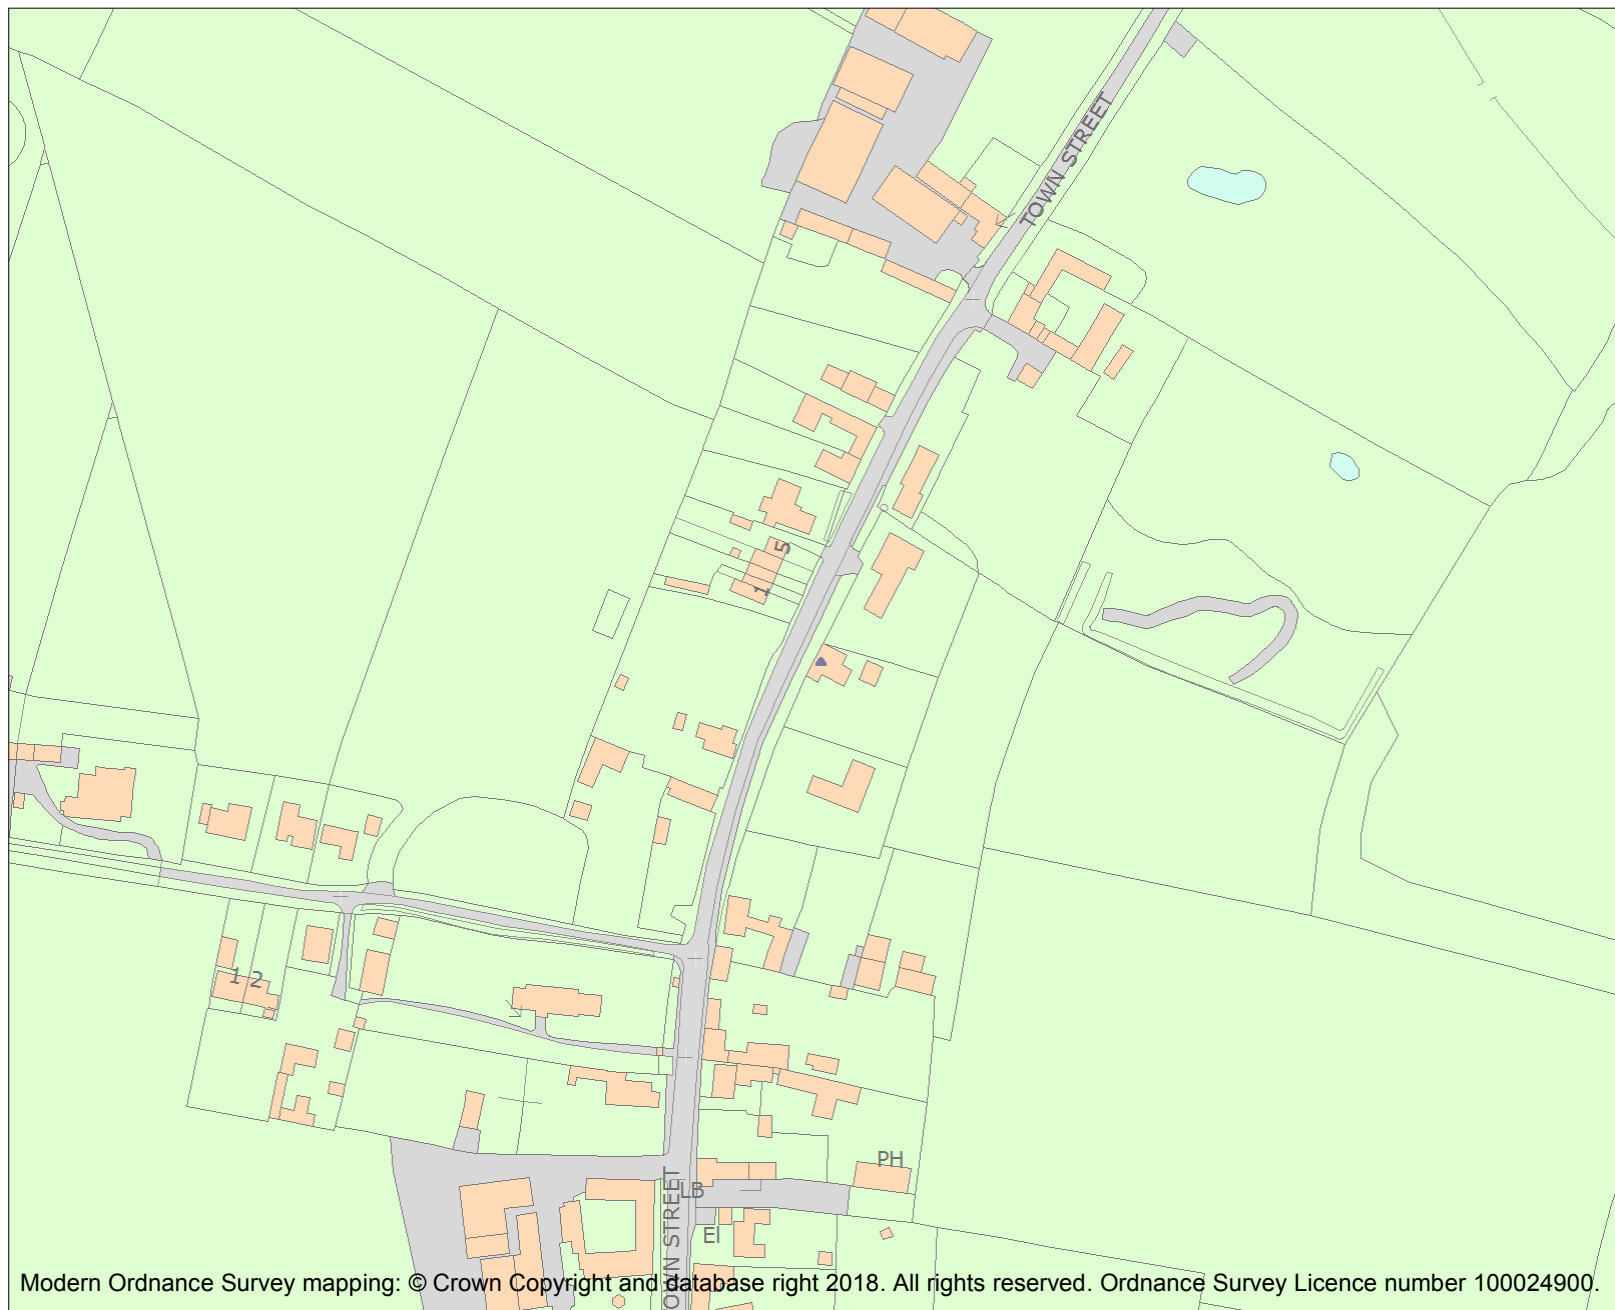 TOWN STREET
5
1
1 2
PH
LB
El
TOWN STREET
Modern Ordnance Survey mapping: © Crown Copyright and database right 2018. All rights reserved. Ordnance Survey Licence number 100024900.